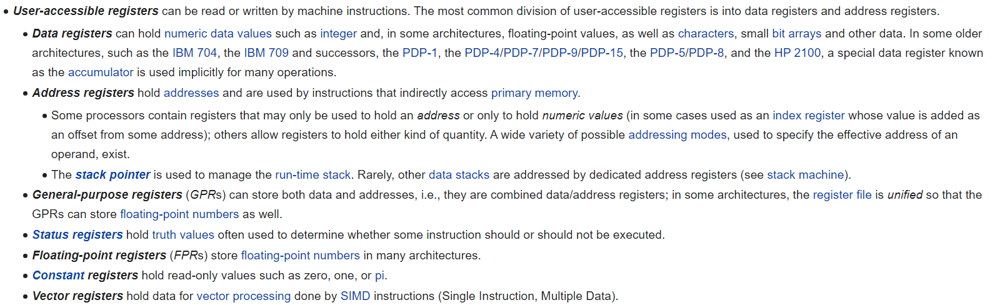 • User-accessible registers can be read or written by machine instructions. The most common division of user-accessible registers is into data registers and address registers.
• Data registers can hold numeric data values such as integer and, in some architectures, floating-point values, as well as characters, small bit arrays and other data. In some older
architectures, such as the IBM 704, the IBM 709 and successors, the PDP-1, the PDP-4/PDP-7/PDP-9/PDP-15, the PDP-5/PDP-8, and the HP 2100, a special data register known
as the accumulator is used implicitly for many operations.
• Address registers hold addresses and are used by instructions that indirectly access primary memory.
• Some processors contain registers that may only be used to hold an address or only to hold numeric values (in some cases used as an index register whose value is added as
an offset from some address); others allow registers to hold either kind of quantity. A wide variety of possible addressing modes, used to specify the effective address of an
operand, exist.
• The stack pointer is used to manage the run-time stack. Rarely, other data stacks are addressed by dedicated address registers (see stack machine).
• General-purpose registers (GPRs) can store both data and addresses, i.e., they are combined data/address registers; in some architectures, the register file is unified so that the
GPRs can store floating-point numbers as well.
• Status registers hold truth values often used to determine whether some instruction should or should not be executed.
• Floating-point registers (FPRs) store floating-point numbers in many architectures.
• Constant registers hold read-only values such as zero, one, or pi.
• Vector registers hold data for vector processing done by SIMD instructions (Single Instruction, Multiple Data).